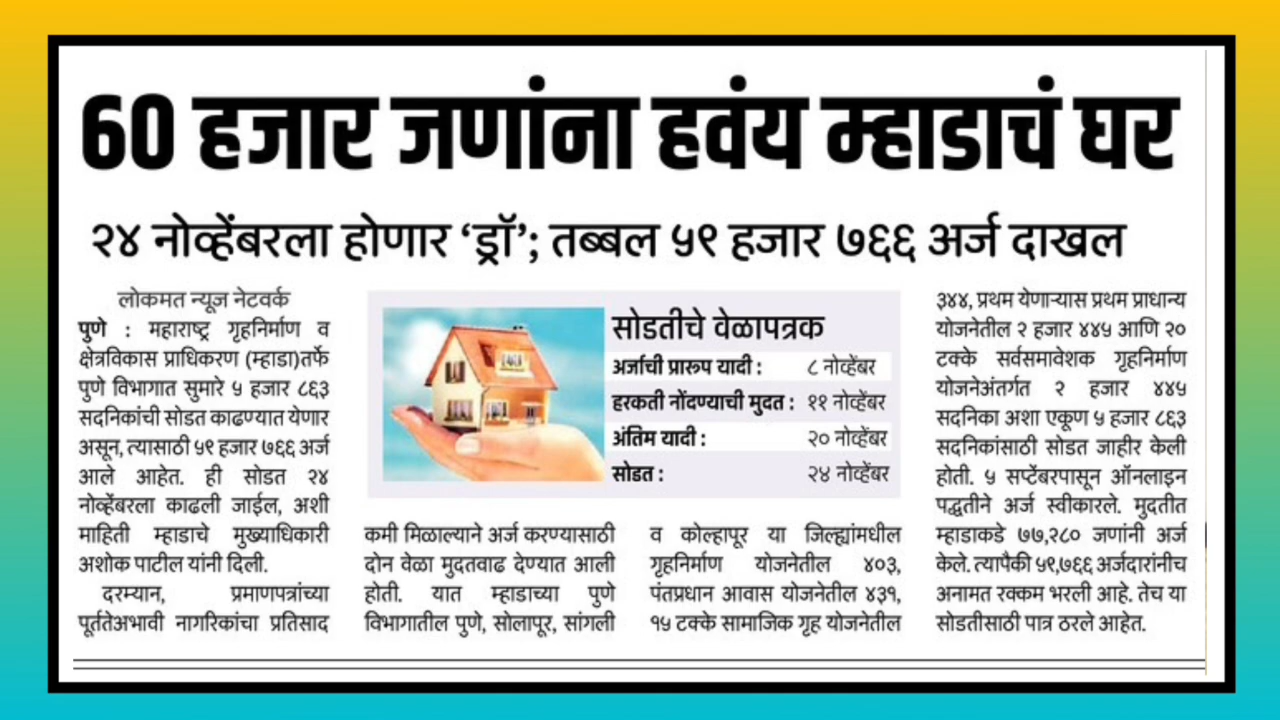 60 हजार जणांना हवंय म्हाडाचं घर
२४ नोव्हेंबरला होणार ‘ड्रॉ’; तब्बल ५९ हजार ७६६ अर्ज दाखल
लोकमत न्यूज नेटवर्क
पुणे : महाराष्ट्र गृहनिर्माण व
क्षेत्रविकास प्राधिकरण (म्हाडा)तर्फे
पुणे विभागात सुमारे ५ हजार ८६३
सदनिकांची सोडत काढण्यात येणार
असून, त्यासाठी ५९ हजार ७६६ अर्ज
आले आहेत. ही सोडत २४
नोव्हेंबरला काढली जाईल, अशी
माहिती म्हाडाचे मुख्याधिकारी
अशोक पाटील यांनी दिली.
दरम्यान, प्रमाणपत्रांच्या
पूर्ततेअभावी नागरिकांचा प्रतिसाद
सोडतीचे वेळापत्रक
अर्जाची प्रारूप यादी : ८ नोव्हेंबर
हरकती नोंदण्याची मुदत : ११ नोव्हेंबर
अंतिम यादी : २० नोव्हेंबर
सोडत : २४ नोव्हेंबर
कमी मिळाल्याने अर्ज करण्यासाठी
दोन वेळा मुदतवाढ देण्यात आली
होती. यात म्हाडाच्या पुणे
विभागातील पुणे, सोलापूर, सांगली
व कोल्हापूर या जिल्ह्यांमधील
गृहनिर्माण योजनेतील ४०३,
पंतप्रधान आवास योजनेतील ४३१,
१५ टक्के सामाजिक गृह योजनेतील
३४४, प्रथम येणाऱ्यास प्रथम प्राधान्य
योजनेतील २ हजार ४४५ आणि २०
टक्के सर्वसमावेशक गृहनिर्माण
योजनेअंतर्गत २ हजार ४४५
सदनिका अशा एकूण ५ हजार ८६३
सदनिकांसाठी सोडत जाहीर केली
होती. ५ सप्टेंबरपासून ऑनलाइन
पद्धतीने अर्ज स्वीकारले. मुदतीत
म्हाडाकडे ७७,२८० जणांनी अर्ज
केले. त्यापैकी ५९,७६६ अर्जदारांनीच
अनामत रक्कम भरली आहे. तेच या
सोडतीसाठी पात्र ठरले आहेत.